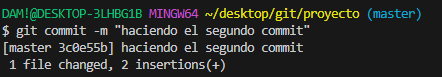 DAM!@DESKTOP-3LHBG1B MINGW64 ~/desktop/git/proyecto (master)
$ git commit -m "haciendo el segundo commit"
[master 3c0e55b] haciendo el segundo commit
 1 file changed, 2 insertions(+)